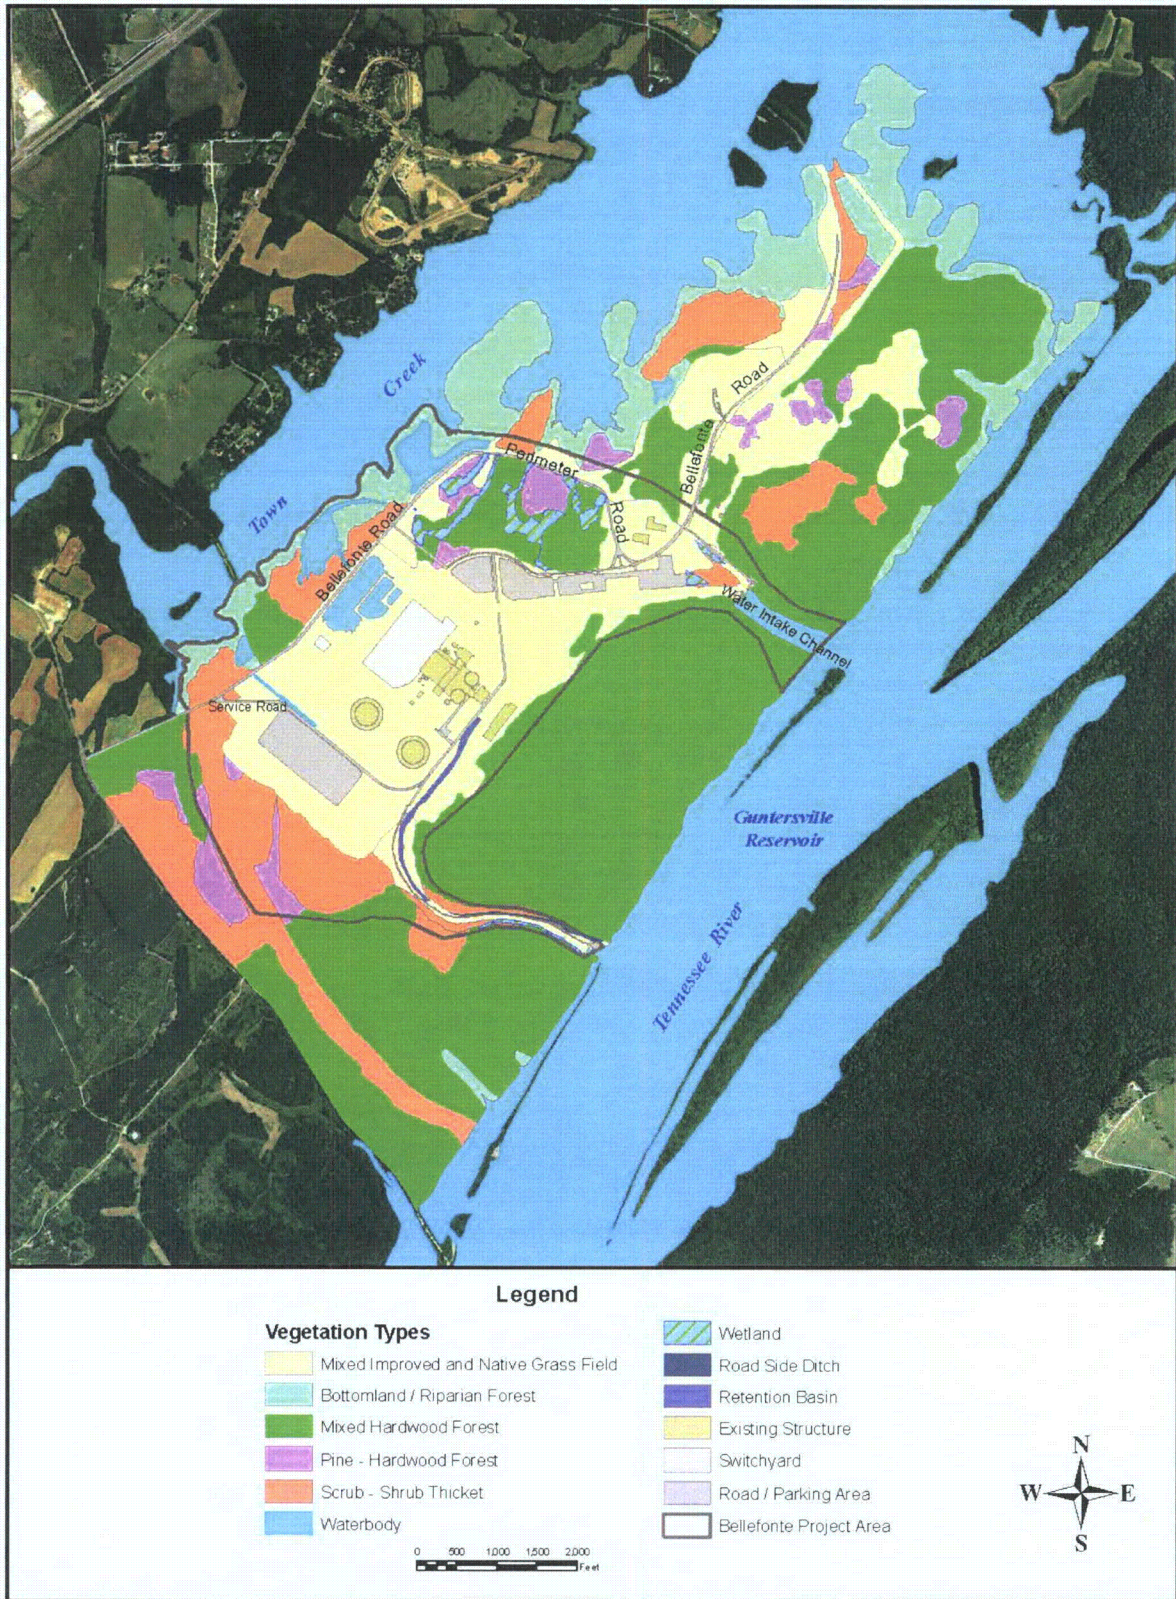 Creek
Town
Perimeter
Road
Bellefonte
Road
Bellefonte Road
Water Intake Channel
Service Road
Guntersville
Reservoir
Tennessee River
Legend
Vegetation Types
Mixed Improved and Native Grass Field
Bottomland / Riparian Forest
Mixed Hardwood Forest
Pine - Hardwood Forest
Scrub - Shrub Thicket
Waterbody
Wetland
Road Side Ditch
Retention Basin
Existing Structure
Switchyard
Road / Parking Area
Bellefonte Project Area
0 500 1,000 1,500 2,000
Feet
N
W E
S